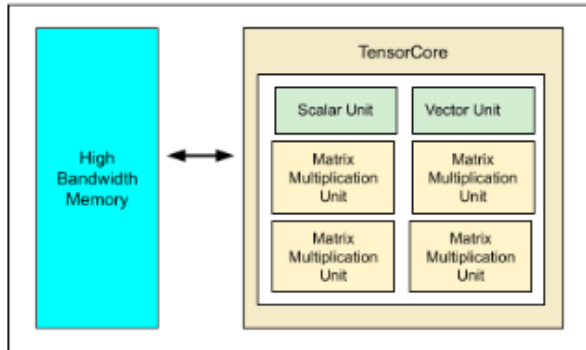 TensorCore
Scalar Unit
Vector Unit
High
Bandwidth
Memory
Matrix
Multiplication
Unit
Matrix
Multiplication
Unit
Matrix
Multiplication
Unit
Matrix
Multiplication
Unit